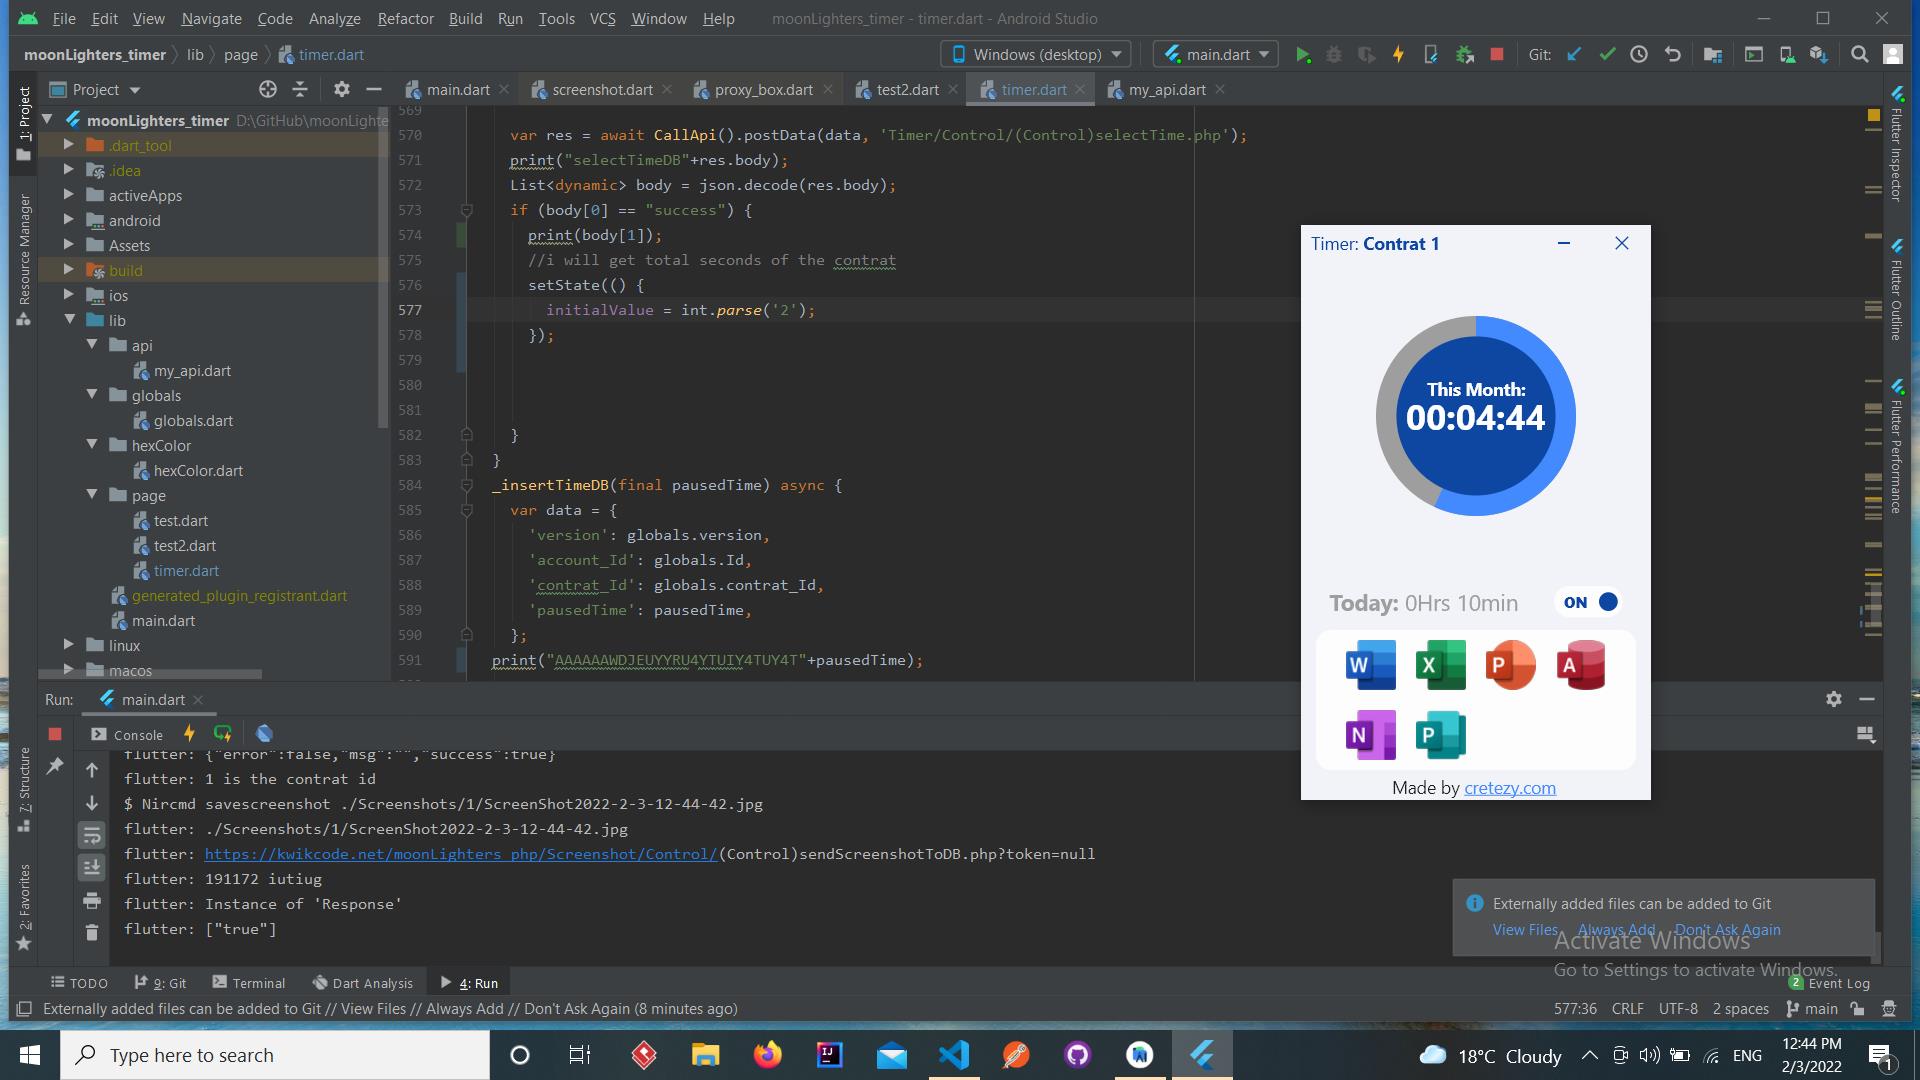 File Edit View Navigate Code Analyze Refactor Build Run Tools VCS Window Help moonLighters_timer - timer.dart - Android Studio
moonLighters_timer lib page timer.dart Windows (desktop) main.dart Git:
Project main.dart screenshot.dart proxy_box.dart test2.dart timer.dart my_api.dart
1: Project
Resource Manager
7: Structure
2: Favorites
moonLighters_timer D:\GitHub\moonLighte
.dart_tool
.idea
activeApps
android
Assets
build
ios
lib
api
my_api.dart
globals
globals.dart
hexColor
hexColor.dart
page
test.dart
test2.dart
timer.dart
generated_plugin_registrant.dart
main.dart
linux
macos
569
570 var res = await CallApi().postData(data, 'Timer/Control/(Control)selectTime.php');
571 print("selectTimeDB"+res.body);
572 List<dynamic> body = json.decode(res.body);
573 if (body[0] == "success") {
574 print(body[1]);
575 //i will get total seconds of the contrat
576 setState(() {
577 initialValue = int.parse('2');
578 });
579
580
581
582 }
583 }
584 _insertTimeDB(final pausedTime) async {
585 var data = {
586 'version': globals.version,
587 'account_Id': globals.Id,
588 'contrat_Id': globals.contrat_Id,
589 'pausedTime': pausedTime,
590 };
591 print("AAAAAAWDJEUYYRU4YTUIY4TUY4T"+pausedTime);
Flutter Inspector
Flutter Outline
Flutter Performance
Timer: Contrat 1
This Month:
00:04:44
Today: 0Hrs 10min ON
W X P A
N P
Made by cretezy.com
Run: main.dart
Console
flutter: {"error":false,"msg":"","success":true}
flutter: 1 is the contrat id
$ Nircmd savescreenshot ./Screenshots/1/ScreenShot2022-2-3-12-44-42.jpg
flutter: ./Screenshots/1/ScreenShot2022-2-3-12-44-42.jpg
flutter: https://kwikcode.net/moonLighters_php/Screenshot/Control/(Control)sendScreenshotToDB.php?token=null
flutter: 191172 iutiug
flutter: Instance of 'Response'
flutter: ["true"]
Externally added files can be added to Git
View Files Always Add Don't Ask Again
Activate Windows
Go to Settings to activate Windows.
TODO 9: Git Terminal Dart Analysis 4: Run 2 Event Log
Externally added files can be added to Git // View Files // Always Add // Don't Ask Again (8 minutes ago) 577:36 CRLF UTF-8 2 spaces main
Type here to search IJ 18°C Cloudy ENG 12:44 PM
2/3/2022 1